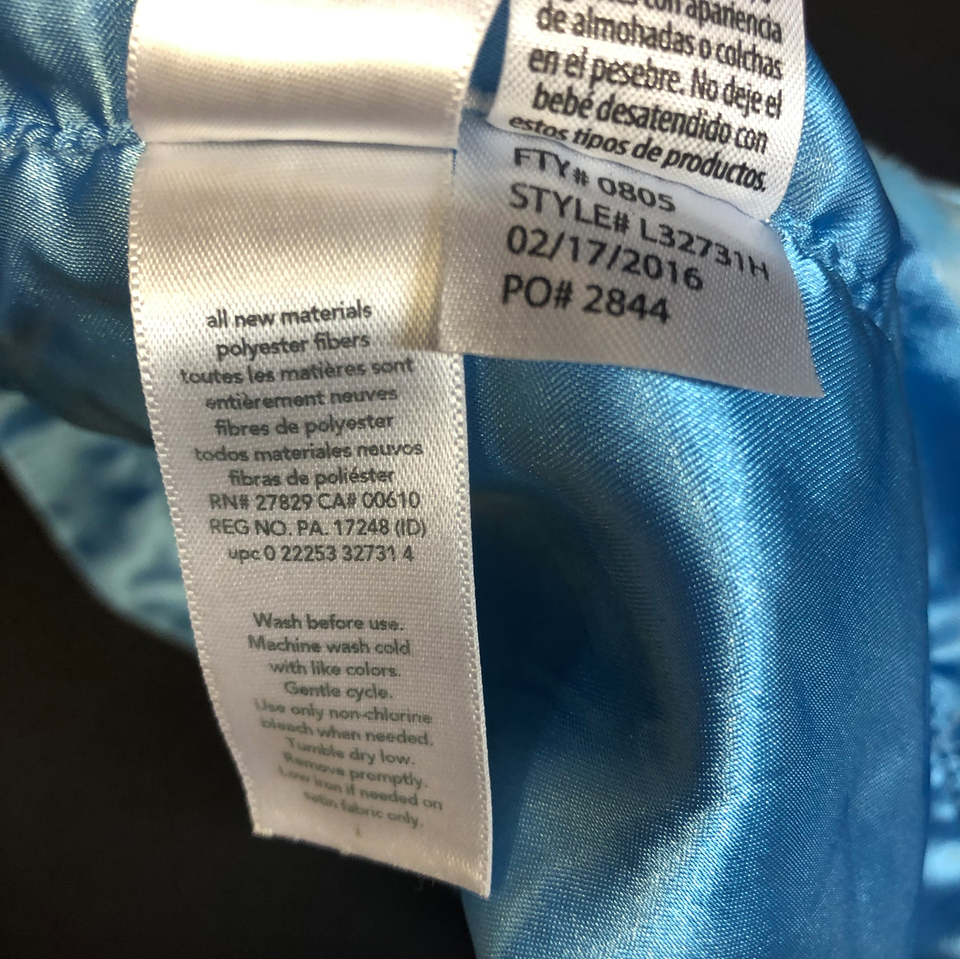 con apariencia
de almohadas o colchas
en el pesebre. No deje el
bebé desatendido con
estos tipos de productos.
FTY# 0805
STYLE# L32731H
02/17/2016
PO# 2844
all new materials
polyester fibers
toutes les matières sont
entièrement neuves
fibres de polyester
todos materiales neuvos
fibras de poliéster
RN# 27829 CA# 00610
REG NO. PA. 17248 (ID)
upc 0 22253 32731 4
Wash before use.
Machine wash cold
with like colors.
Gentle cycle.
Use only non-chlorine
bleach when needed.
Tumble dry low.
Remove promptly.
Low iron if needed on
satin fabric only.